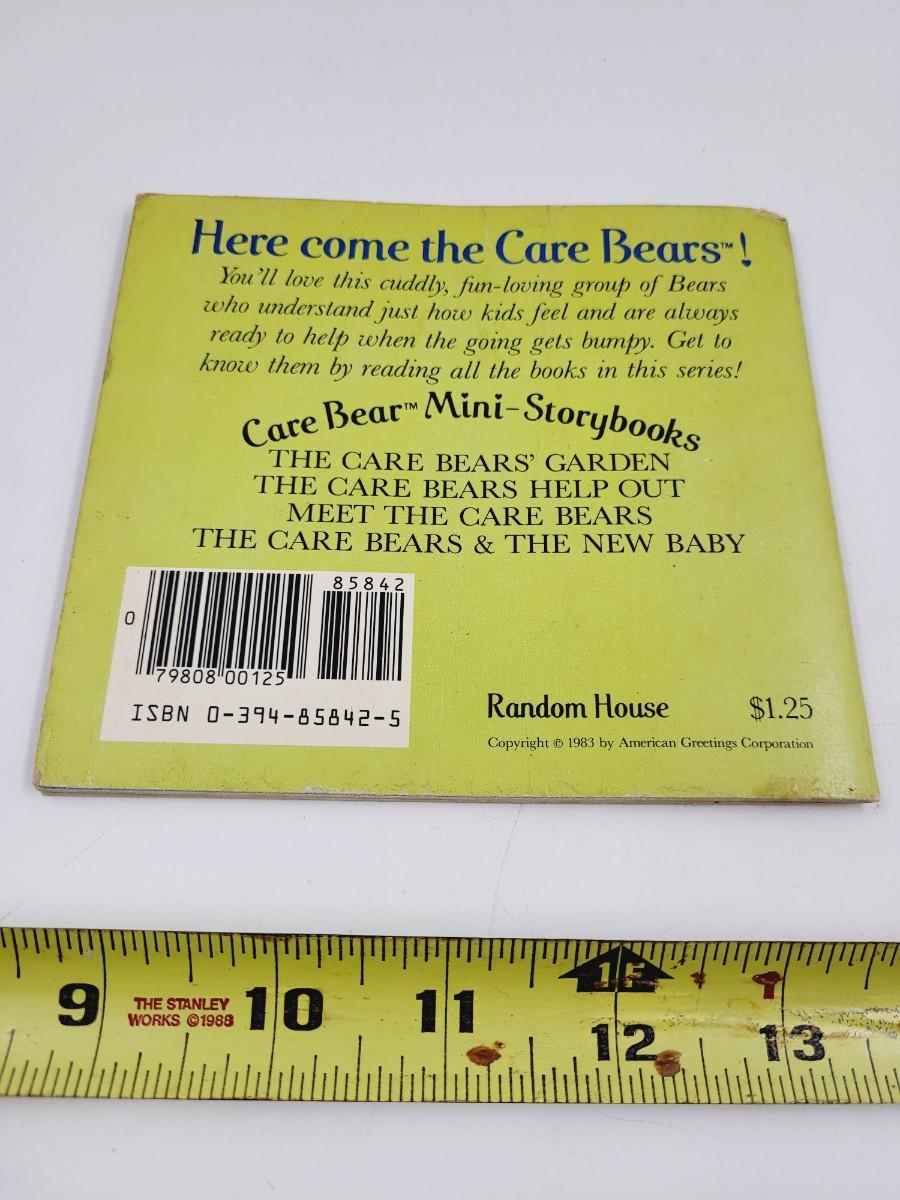 Here come the Care Bears™!
You'll love this cuddly, fun-loving group of Bears
who understand just how kids feel and are always
ready to help when the going gets bumpy. Get to
know them by reading all the books in this series!
Care Bear™ Mini-Storybooks
THE CARE BEARS' GARDEN
THE CARE BEARS HELP OUT
MEET THE CARE BEARS
THE CARE BEARS & THE NEW BABY
85842
0
79808 00125
ISBN 0-394-85842-5
Random House $1.25
Copyright © 1983 by American Greetings Corporation
1F
9 10 11 12 13
THE STANLEY
WORKS ©1988